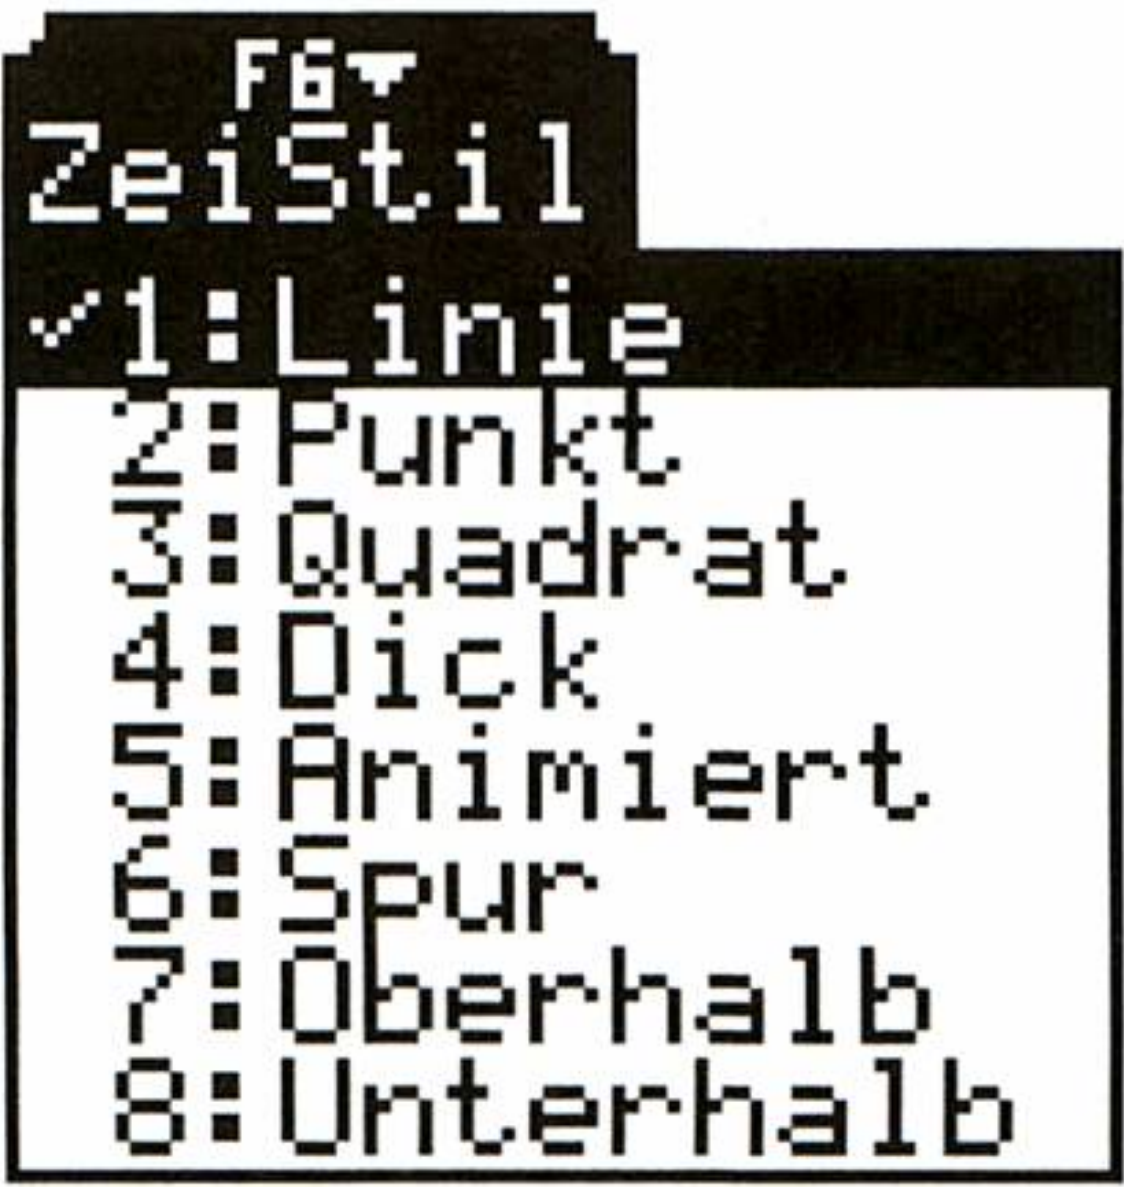 F6▼
ZeiStil
✓1:Linie
2:Punkt
3:Quadrat
4:Dick
5:Animiert
6:Spur
7:Oberhalb
8:Unterhalb